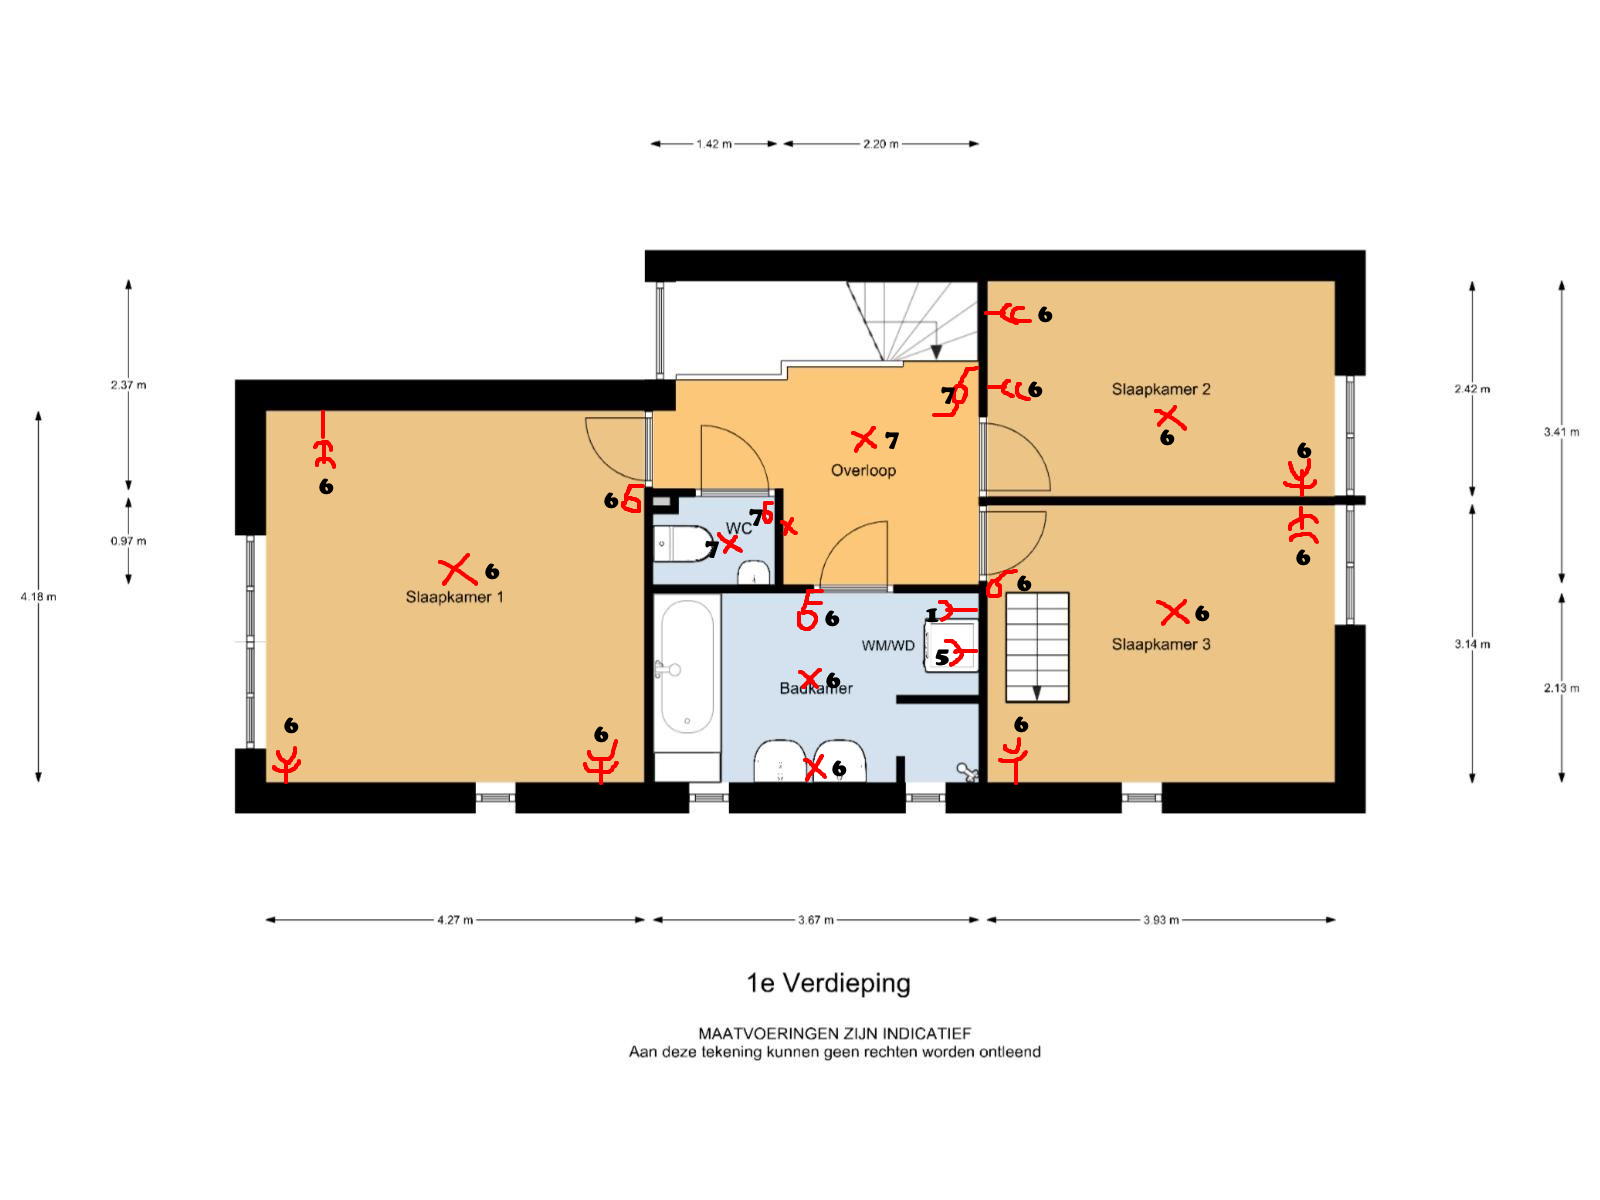 1.42 m
2.20 m
6
2.37 m
7
6
Slaapkamer 2
2.42 m
7
6
3.41 m
Overloop
6
6
6
7
WC
0.97 m
7
6
6
Slaapkamer 1
4.18 m
6
1
6
6
WM/WD
5
Slaapkamer 3
3.14 m
6
Badkamer
2.13 m
6
6
6
6
4.27 m
3.67 m
3.93 m
1e Verdieping
MAATVOERINGEN ZIJN INDICATIEF
Aan deze tekening kunnen geen rechten worden ontleend